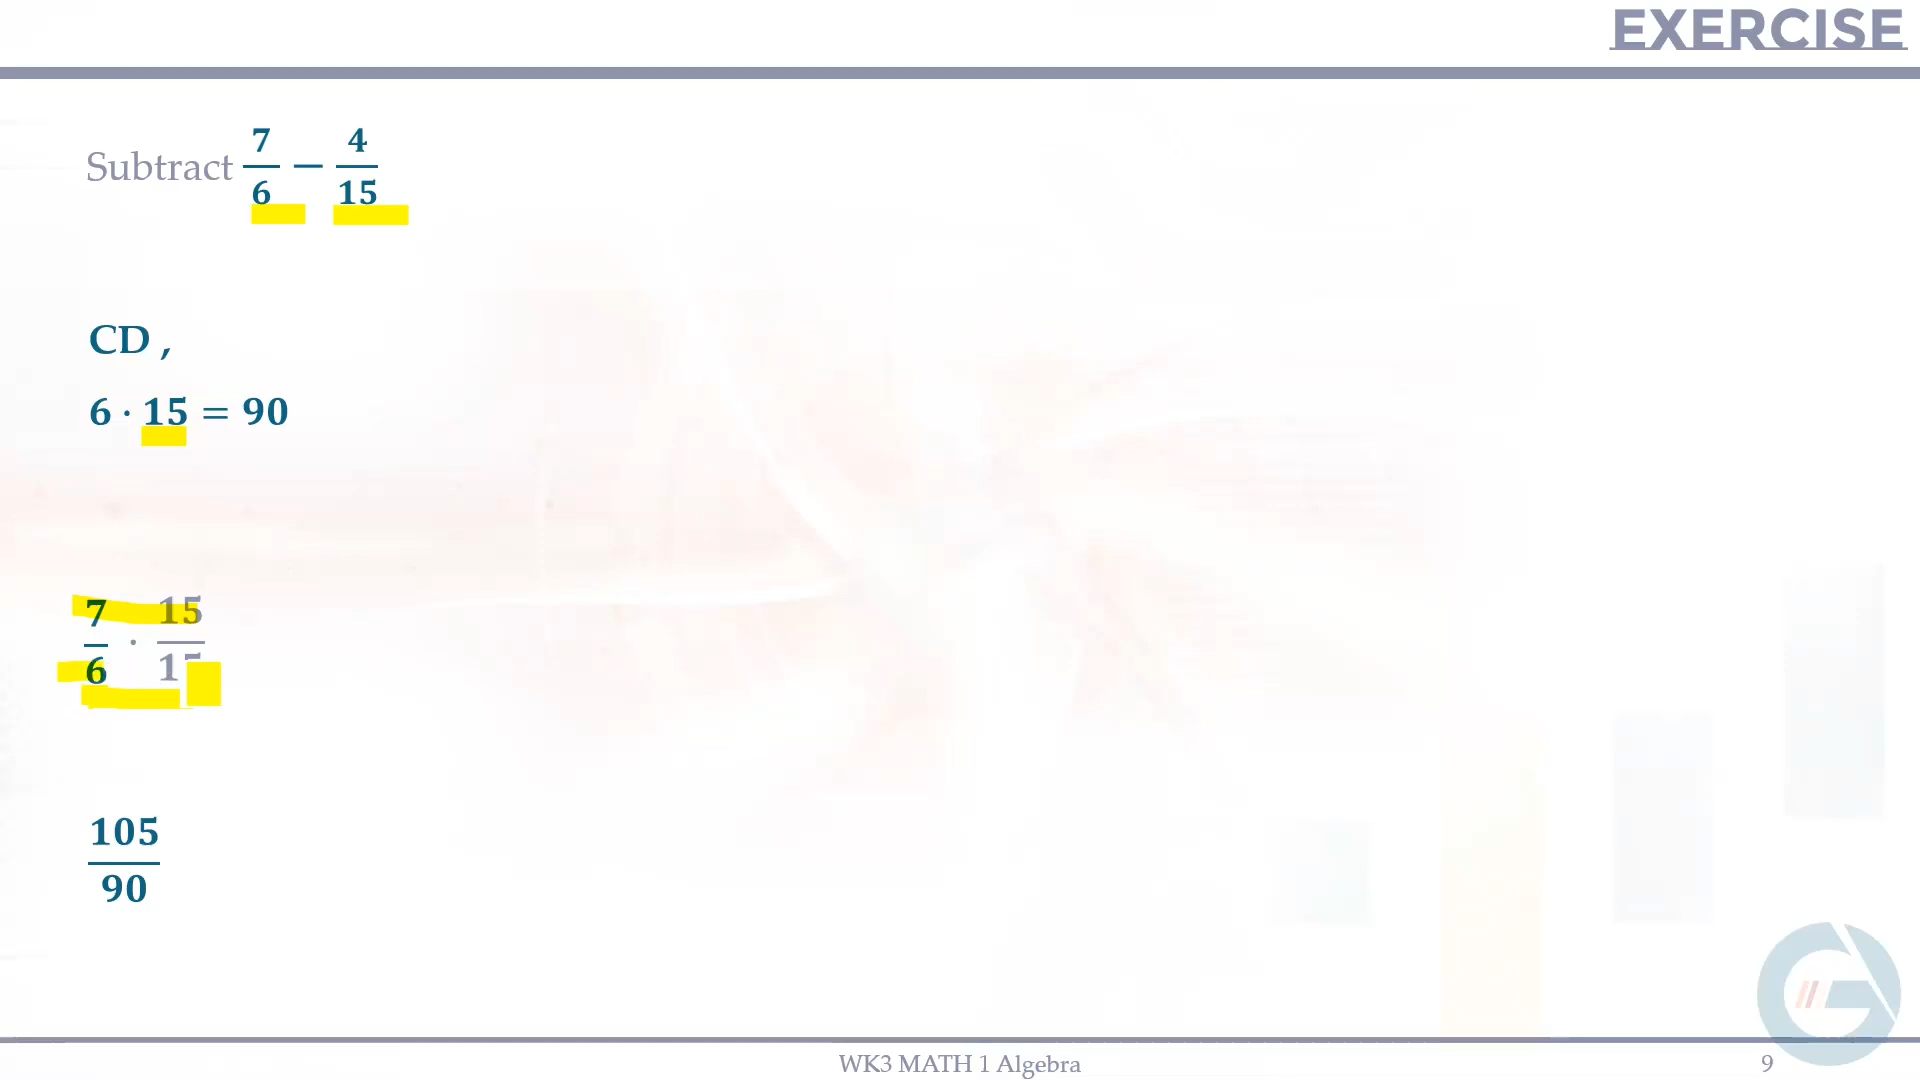 EXERCISE
Subtract 7/6 − 4/15
CD ,
6 · 15 = 90
7/6 · 15/15
105/90
WK3 MATH 1 Algebra
9